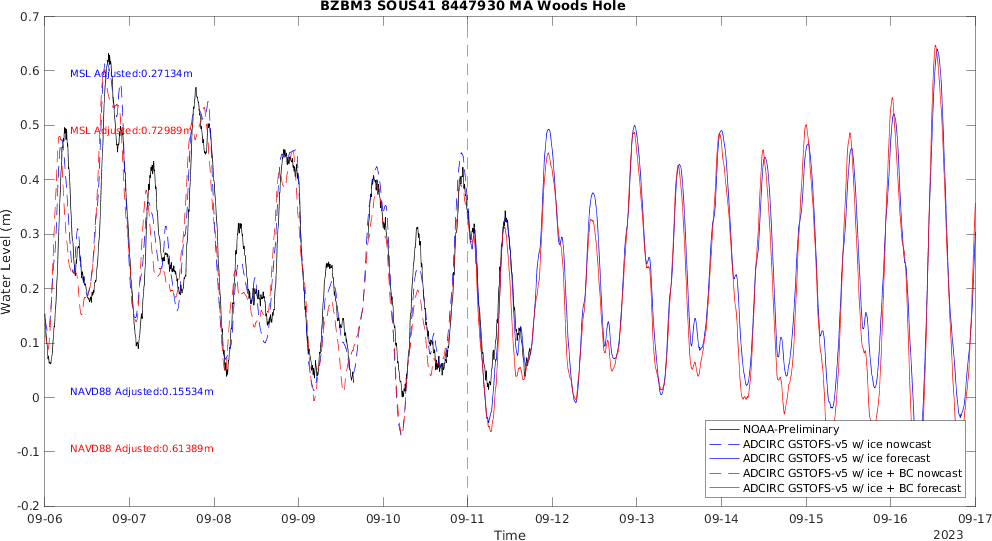 BZBM3 SOUS41 8447930 MA Woods Hole
0.7
0.6
0.5
0.4
0.3
0.2
0.1
0
-0.1
-0.2
Water Level (m)
MSL Adjusted:0.27134m
MSL Adjusted:0.72989m
NAVD88 Adjusted:0.15534m
NAVD88 Adjusted:0.61389m
NOAA-Preliminary
ADCIRC GSTOFS-v5 w/ ice nowcast
ADCIRC GSTOFS-v5 w/ ice forecast
ADCIRC GSTOFS-v5 w/ ice + BC nowcast
ADCIRC GSTOFS-v5 w/ ice + BC forecast
09-06 09-07 09-08 09-09 09-10 09-11 09-12 09-13 09-14 09-15 09-16 09-17
Time
2023